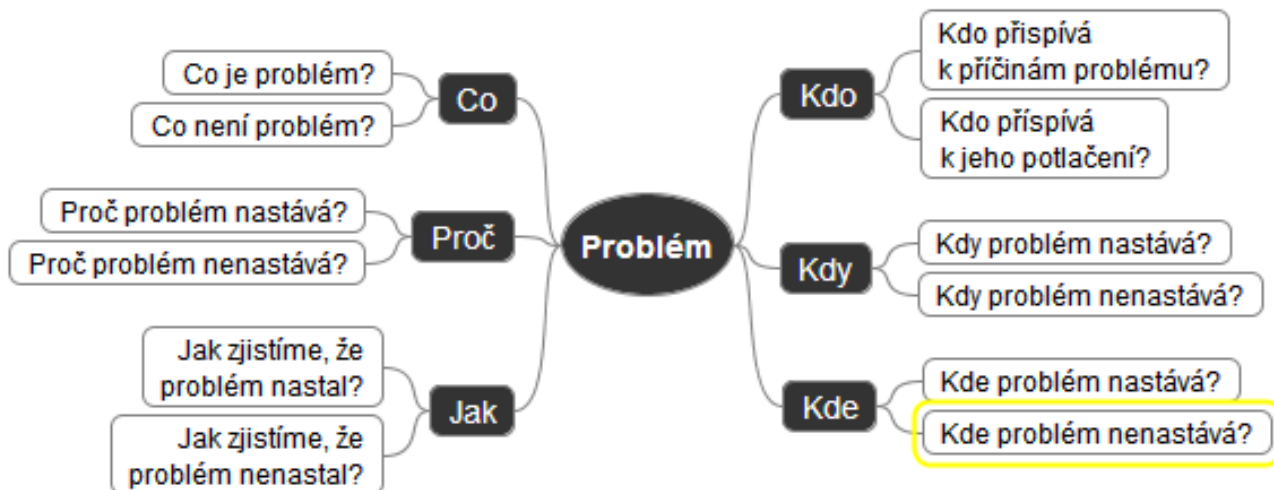 Problém
Co
Co je problém?
Co není problém?
Proč
Proč problém nastává?
Proč problém nenastává?
Jak
Jak zjistíme, že
problém nastal?
Jak zjistíme, že
problém nenastal?
Kdo
Kdo přispívá
k příčinám problému?
Kdo příspívá
k jeho potlačení?
Kdy
Kdy problém nastává?
Kdy problém nenastává?
Kde
Kde problém nastává?
Kde problém nenastává?